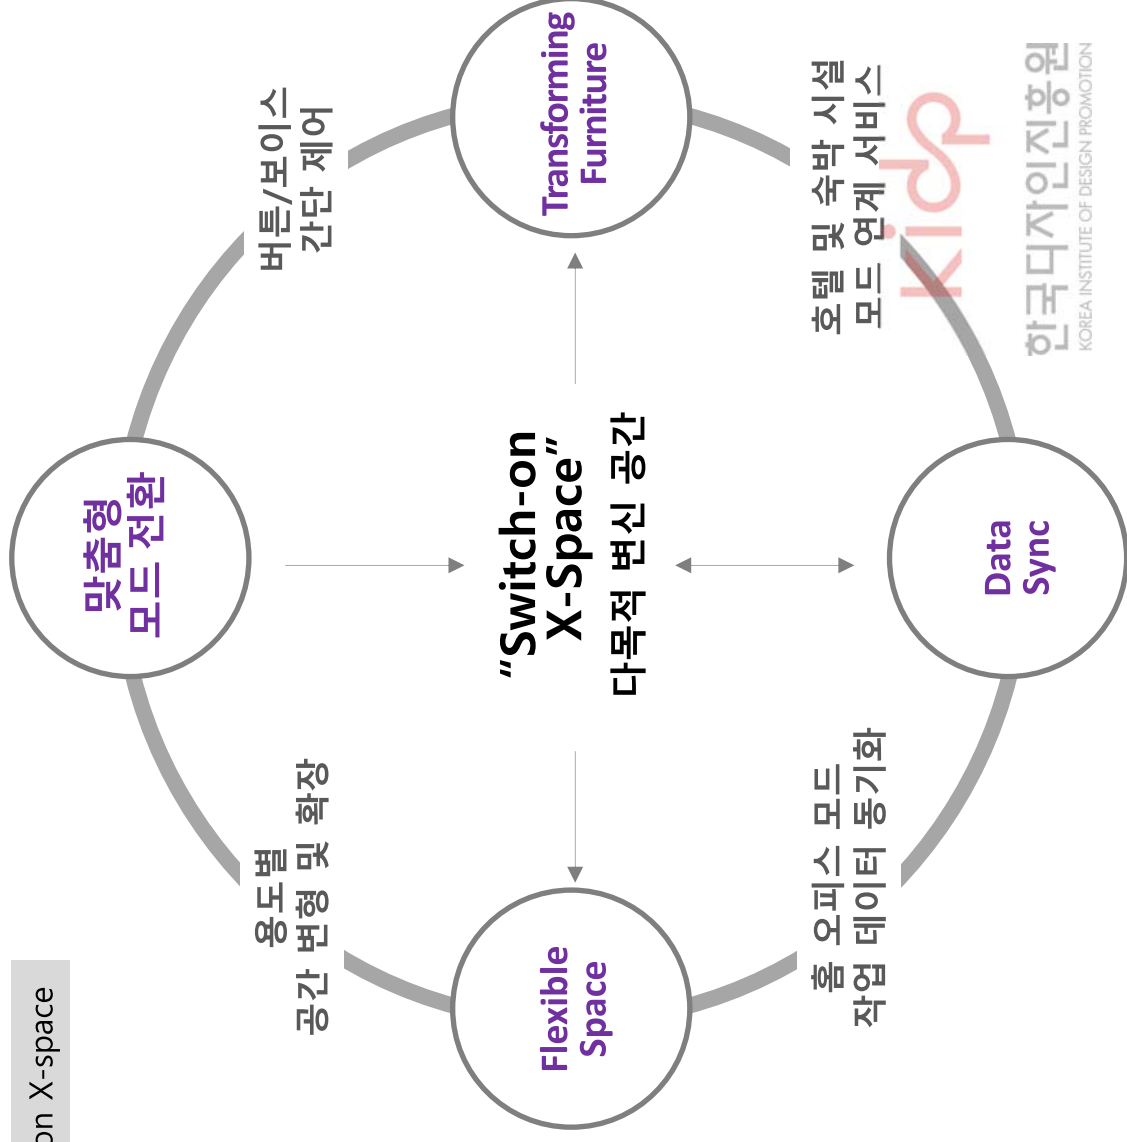 on X-space
맞춤형
모드 전환
용도별
공간 변형 및 확장
버튼/보이스
간단 제어
Flexible
Space
"Switch-on
X-Space"
다목적 변신 공간
Transforming
Furniture
홈 오피스 모드
작업 데이터 동기화
호텔 및 숙박 시설
모드 연계 서비스
Data
Sync
kidp
한국디자인진흥원
KOREA INSTITUTE OF DESIGN PROMOTION